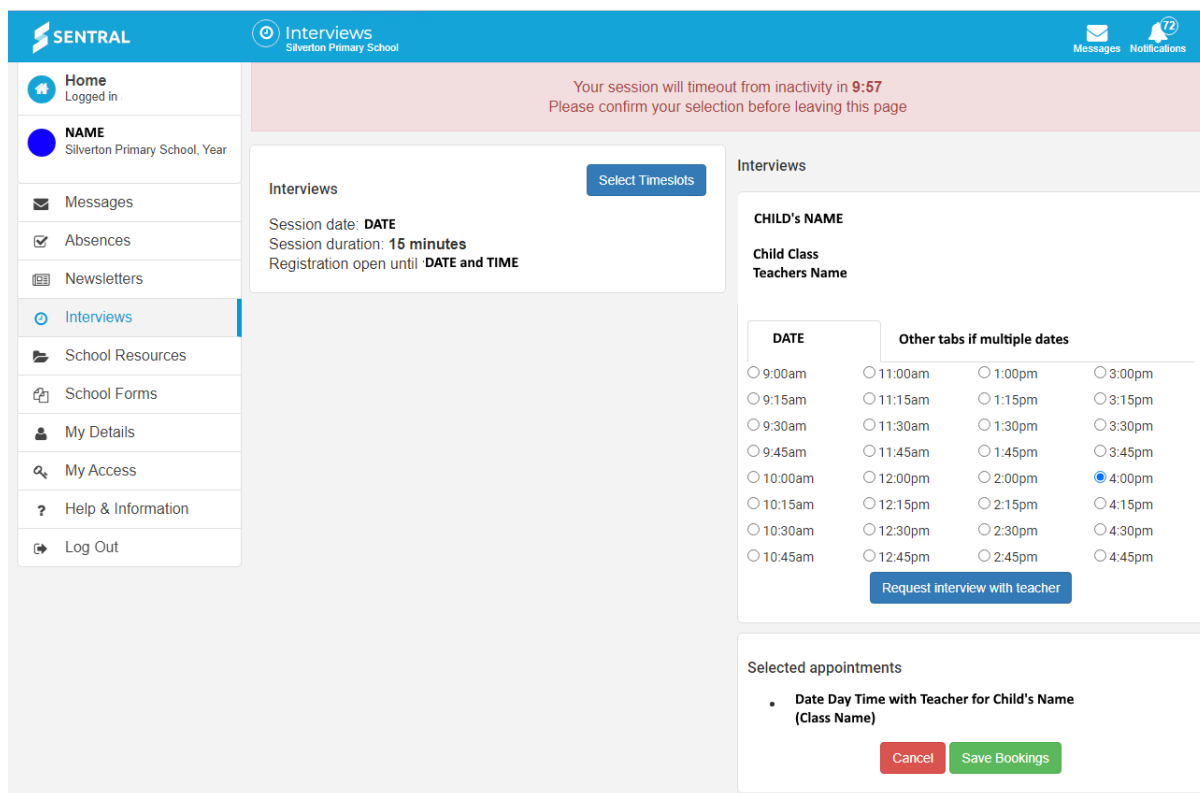 SENTRAL
Interviews
Silverton Primary School
72
Messages Notifications
Home
Logged in
NAME
Silverton Primary School, Year
Messages
Absences
Newsletters
Interviews
School Resources
School Forms
My Details
My Access
? Help & Information
Log Out
Your session will timeout from inactivity in 9:57
Please confirm your selection before leaving this page
Interviews
Select Timeslots
Session date: DATE
Session duration: 15 minutes
Registration open until DATE and TIME
Interviews
CHILD's NAME
Child Class
Teachers Name
DATE Other tabs if multiple dates
9:00am 11:00am 1:00pm 3:00pm
9:15am 11:15am 1:15pm 3:15pm
9:30am 11:30am 1:30pm 3:30pm
9:45am 11:45am 1:45pm 3:45pm
10:00am 12:00pm 2:00pm 4:00pm
10:15am 12:15pm 2:15pm 4:15pm
10:30am 12:30pm 2:30pm 4:30pm
10:45am 12:45pm 2:45pm 4:45pm
Request interview with teacher
Selected appointments
• Date Day Time with Teacher for Child's Name
(Class Name)
Cancel Save Bookings